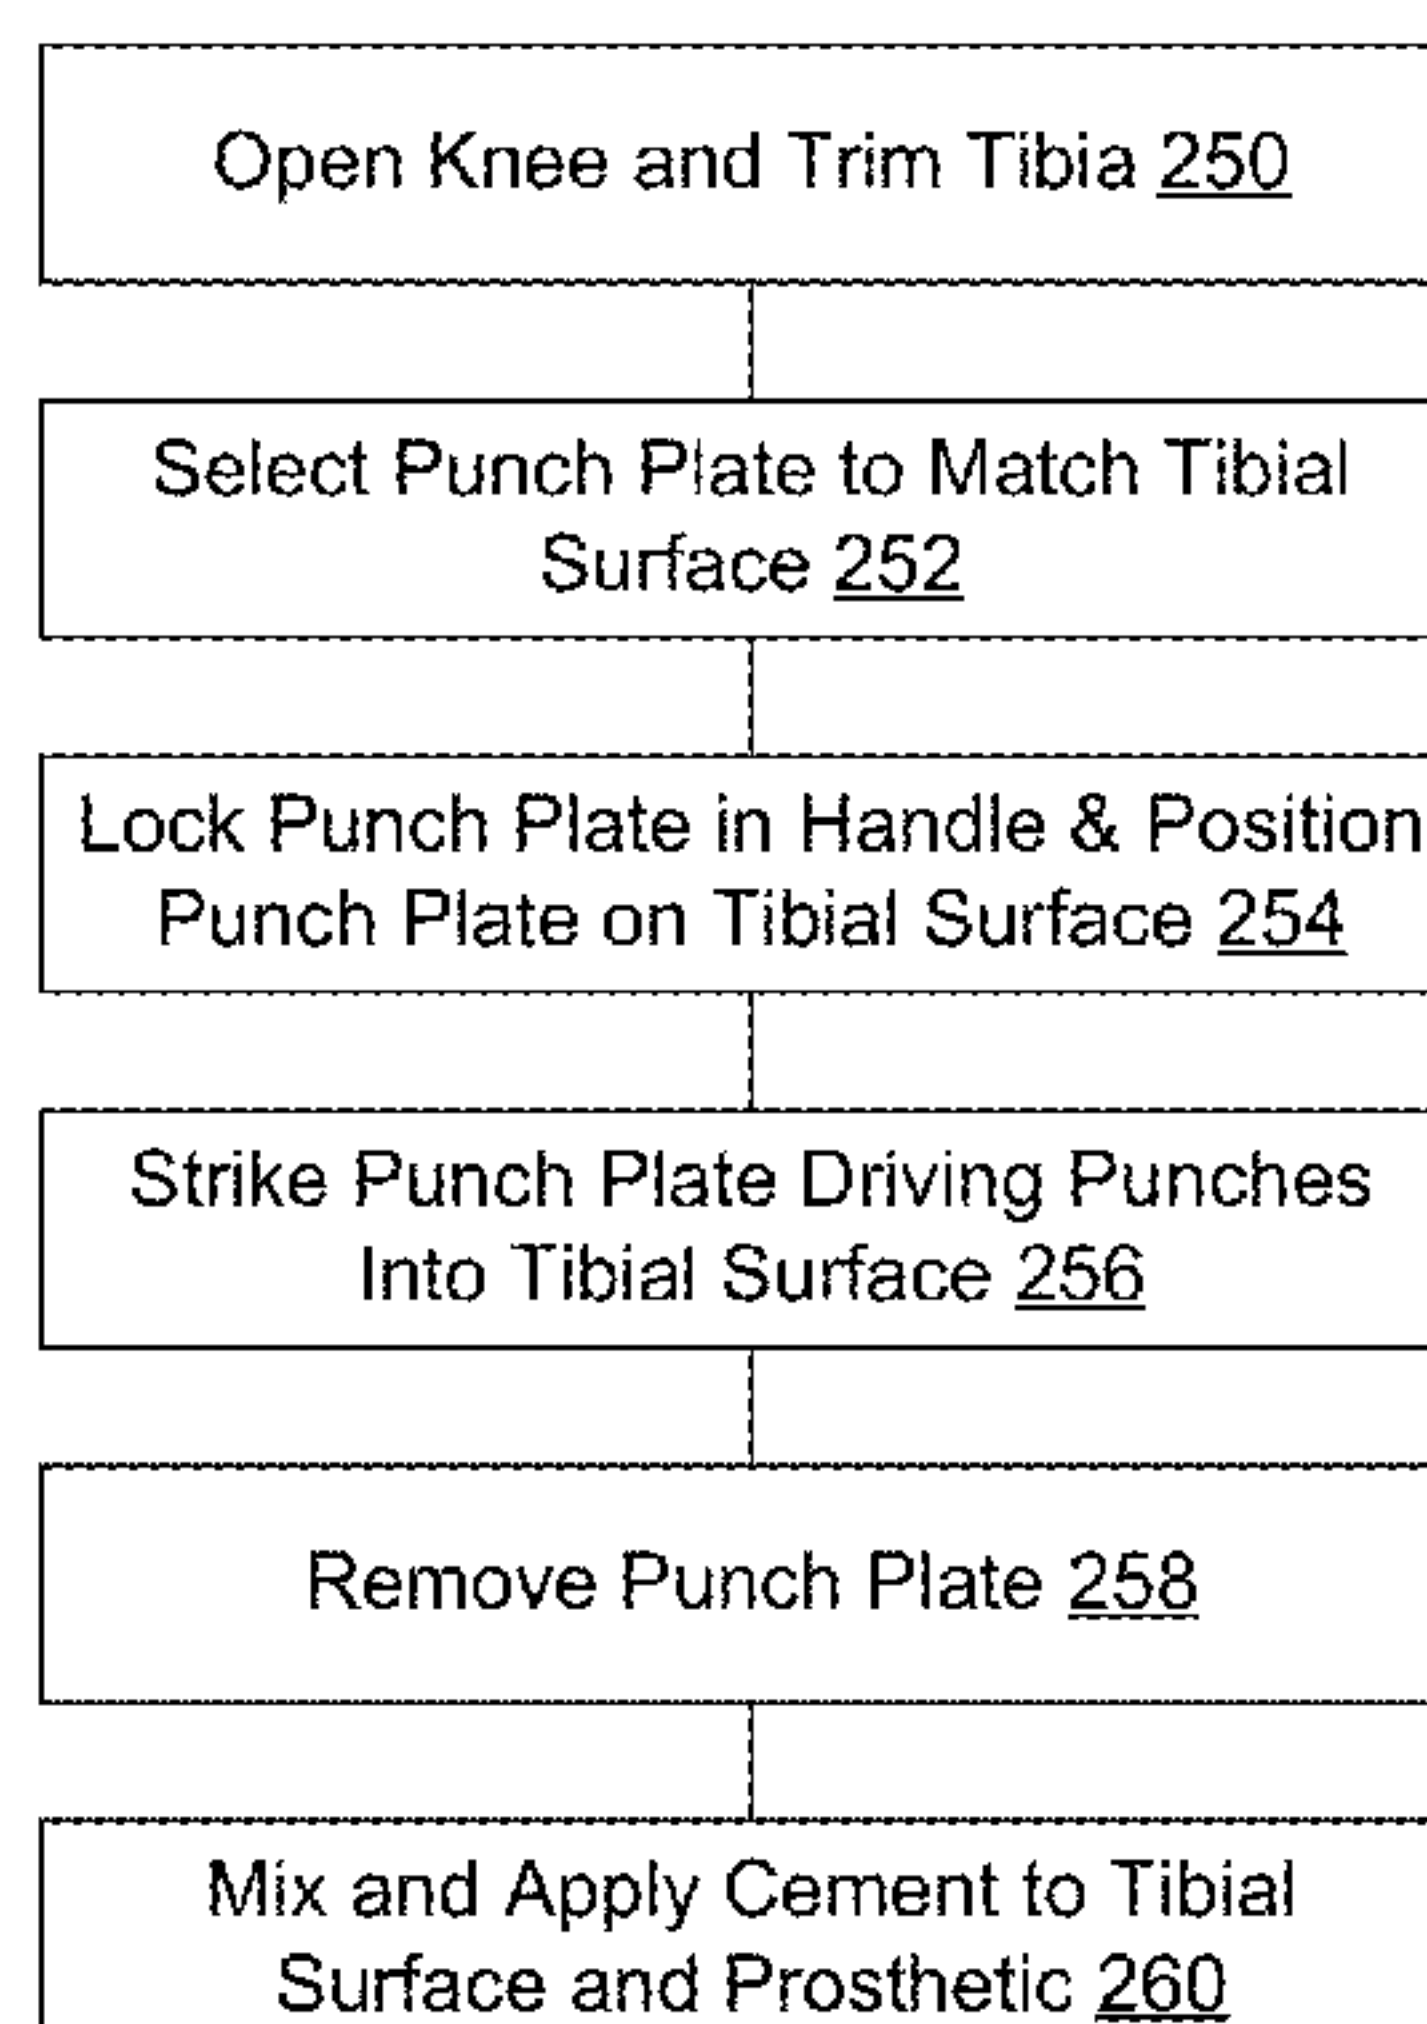 Open Knee and Trim Tibia 250
Select Punch Plate to Match Tibial
Surface 252
Lock Punch Plate in Handle & Position
Punch Plate on Tibial Surface 254
Strike Punch Plate Driving Punches
Into Tibial Surface 256
Remove Punch Plate 258
Mix and Apply Cement to Tibial
Surface and Prosthetic 260